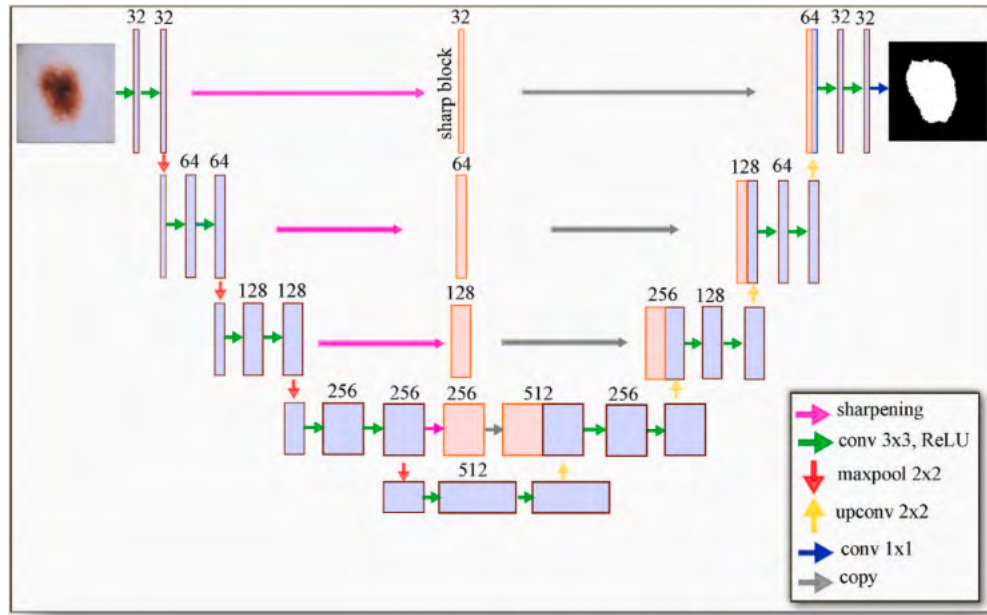 32 32 32 64 32 32
sharp block
64 64 64 128 64
128 128 128 256 128
256 256 256 512 256
512
sharpening
conv 3x3, ReLU
maxpool 2x2
upconv 2x2
conv 1x1
copy